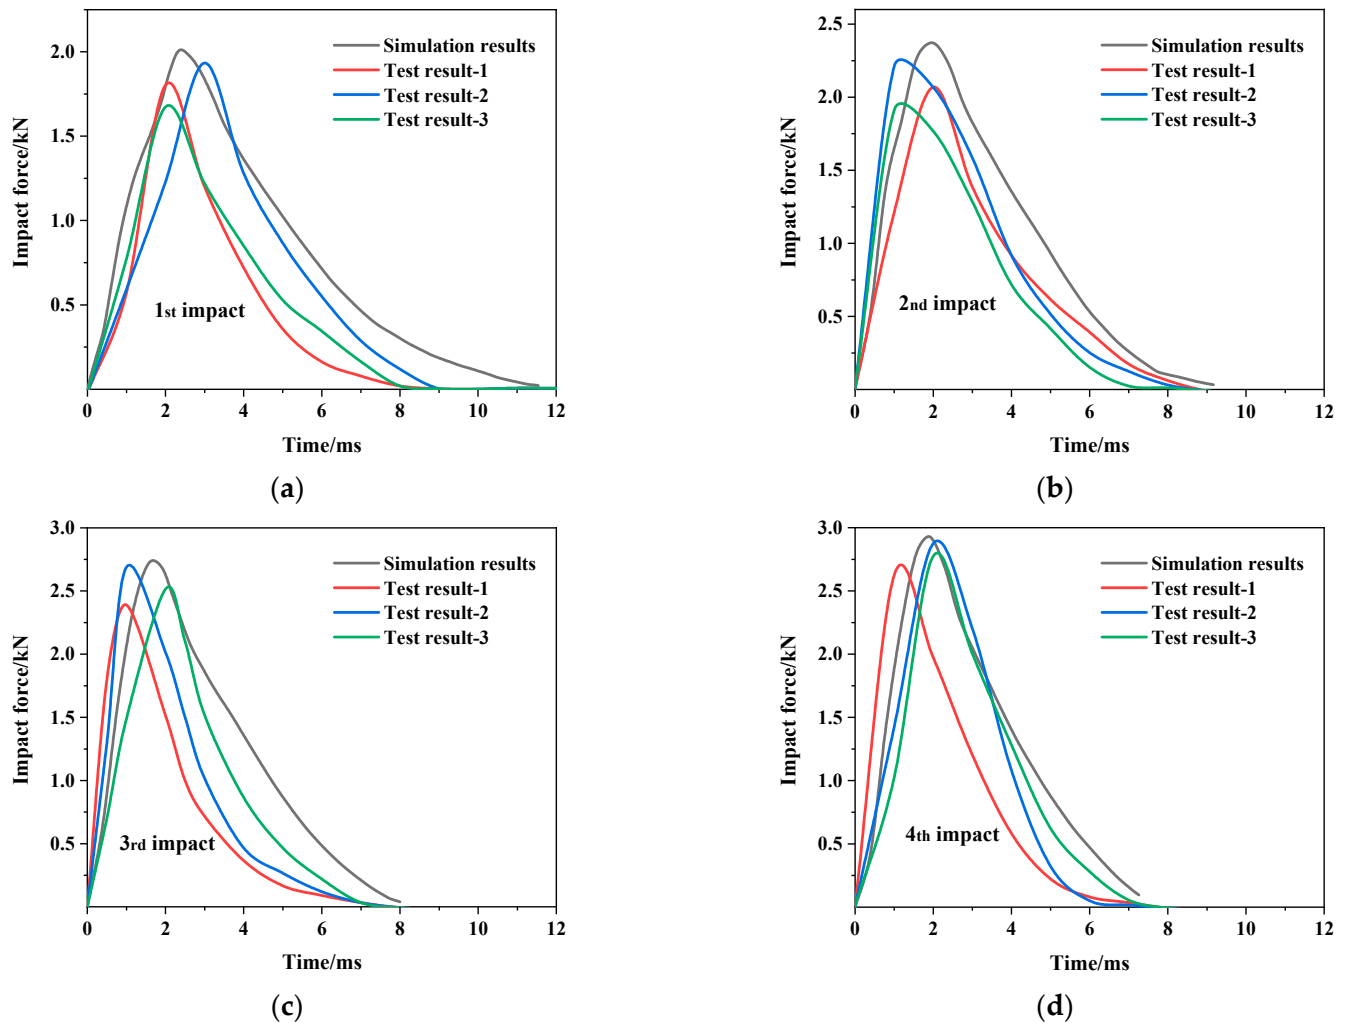 Impact force/kN
2.0
1.5
1.0
0.5
Simulation results
Test result-1
Test result-2
Test result-3
1st impact
0 2 4 6 8 10 12
Time/ms
(a)
Impact force/kN
2.5
2.0
1.5
1.0
0.5
Simulation results
Test result-1
Test result-2
Test result-3
2nd impact
0 2 4 6 8 10 12
Time/ms
(b)
Impact force/kN
3.0
2.5
2.0
1.5
1.0
0.5
Simulation results
Test result-1
Test result-2
Test result-3
3rd impact
0 2 4 6 8 10 12
Time/ms
(c)
Impact force/kN
3.0
2.5
2.0
1.5
1.0
0.5
Simulation results
Test result-1
Test result-2
Test result-3
4th impact
0 2 4 6 8 10 12
Time/ms
(d)